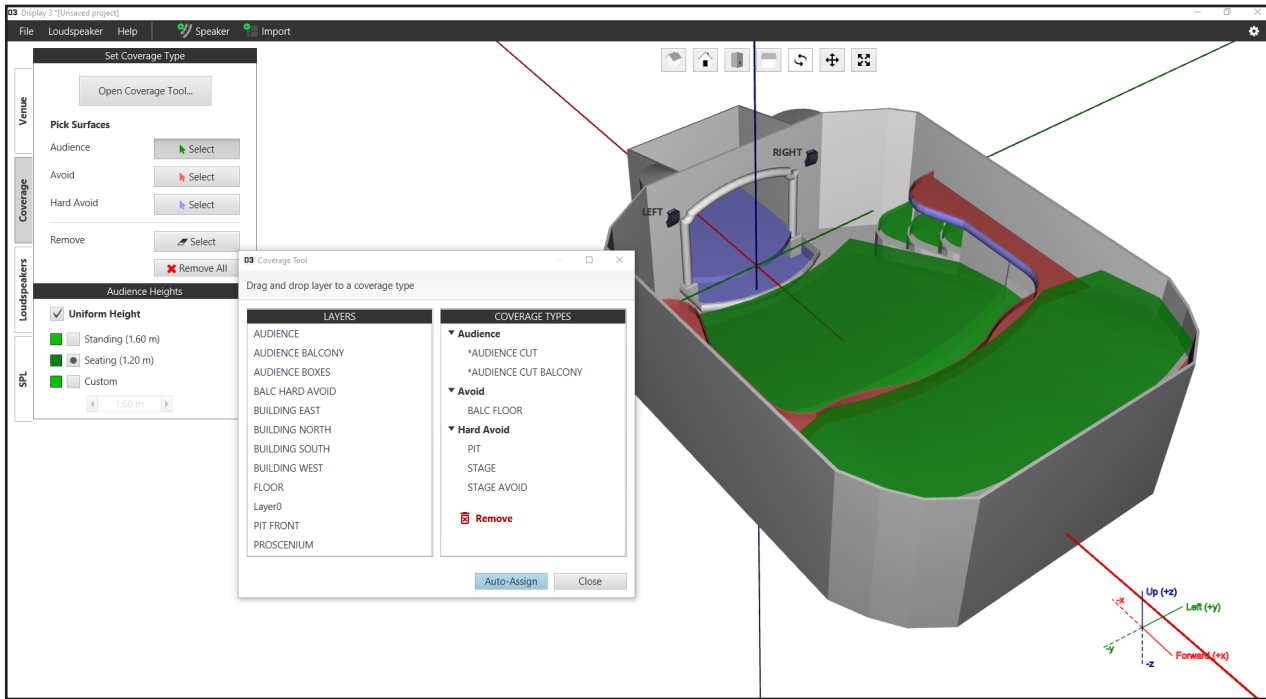 D3 Display 3 *[Unsaved project]
File Loudspeaker Help Speaker Import
Set Coverage Type
Open Coverage Tool...
Pick Surfaces
Audience Select
Avoid Select
Hard Avoid Select
Remove Select
Remove All
Audience Heights
Uniform Height
Standing (1.60 m)
Seating (1.20 m)
Custom
1.60 m
Venue
Coverage
Loudspeakers
SPL
D3 Coverage Tool
Drag and drop layer to a coverage type
LAYERS
AUDIENCE
AUDIENCE BALCONY
AUDIENCE BOXES
BALC HARD AVOID
BUILDING EAST
BUILDING NORTH
BUILDING SOUTH
BUILDING WEST
FLOOR
Layer0
PIT FRONT
PROSCENIUM
COVERAGE TYPES
Audience
*AUDIENCE CUT
*AUDIENCE CUT BALCONY
Avoid
BALC FLOOR
Hard Avoid
PIT
STAGE
STAGE AVOID
Remove
Auto-Assign Close
RIGHT
LEFT
Up (+z)
-x
Left (+y)
-y
Forward (+x)
-z